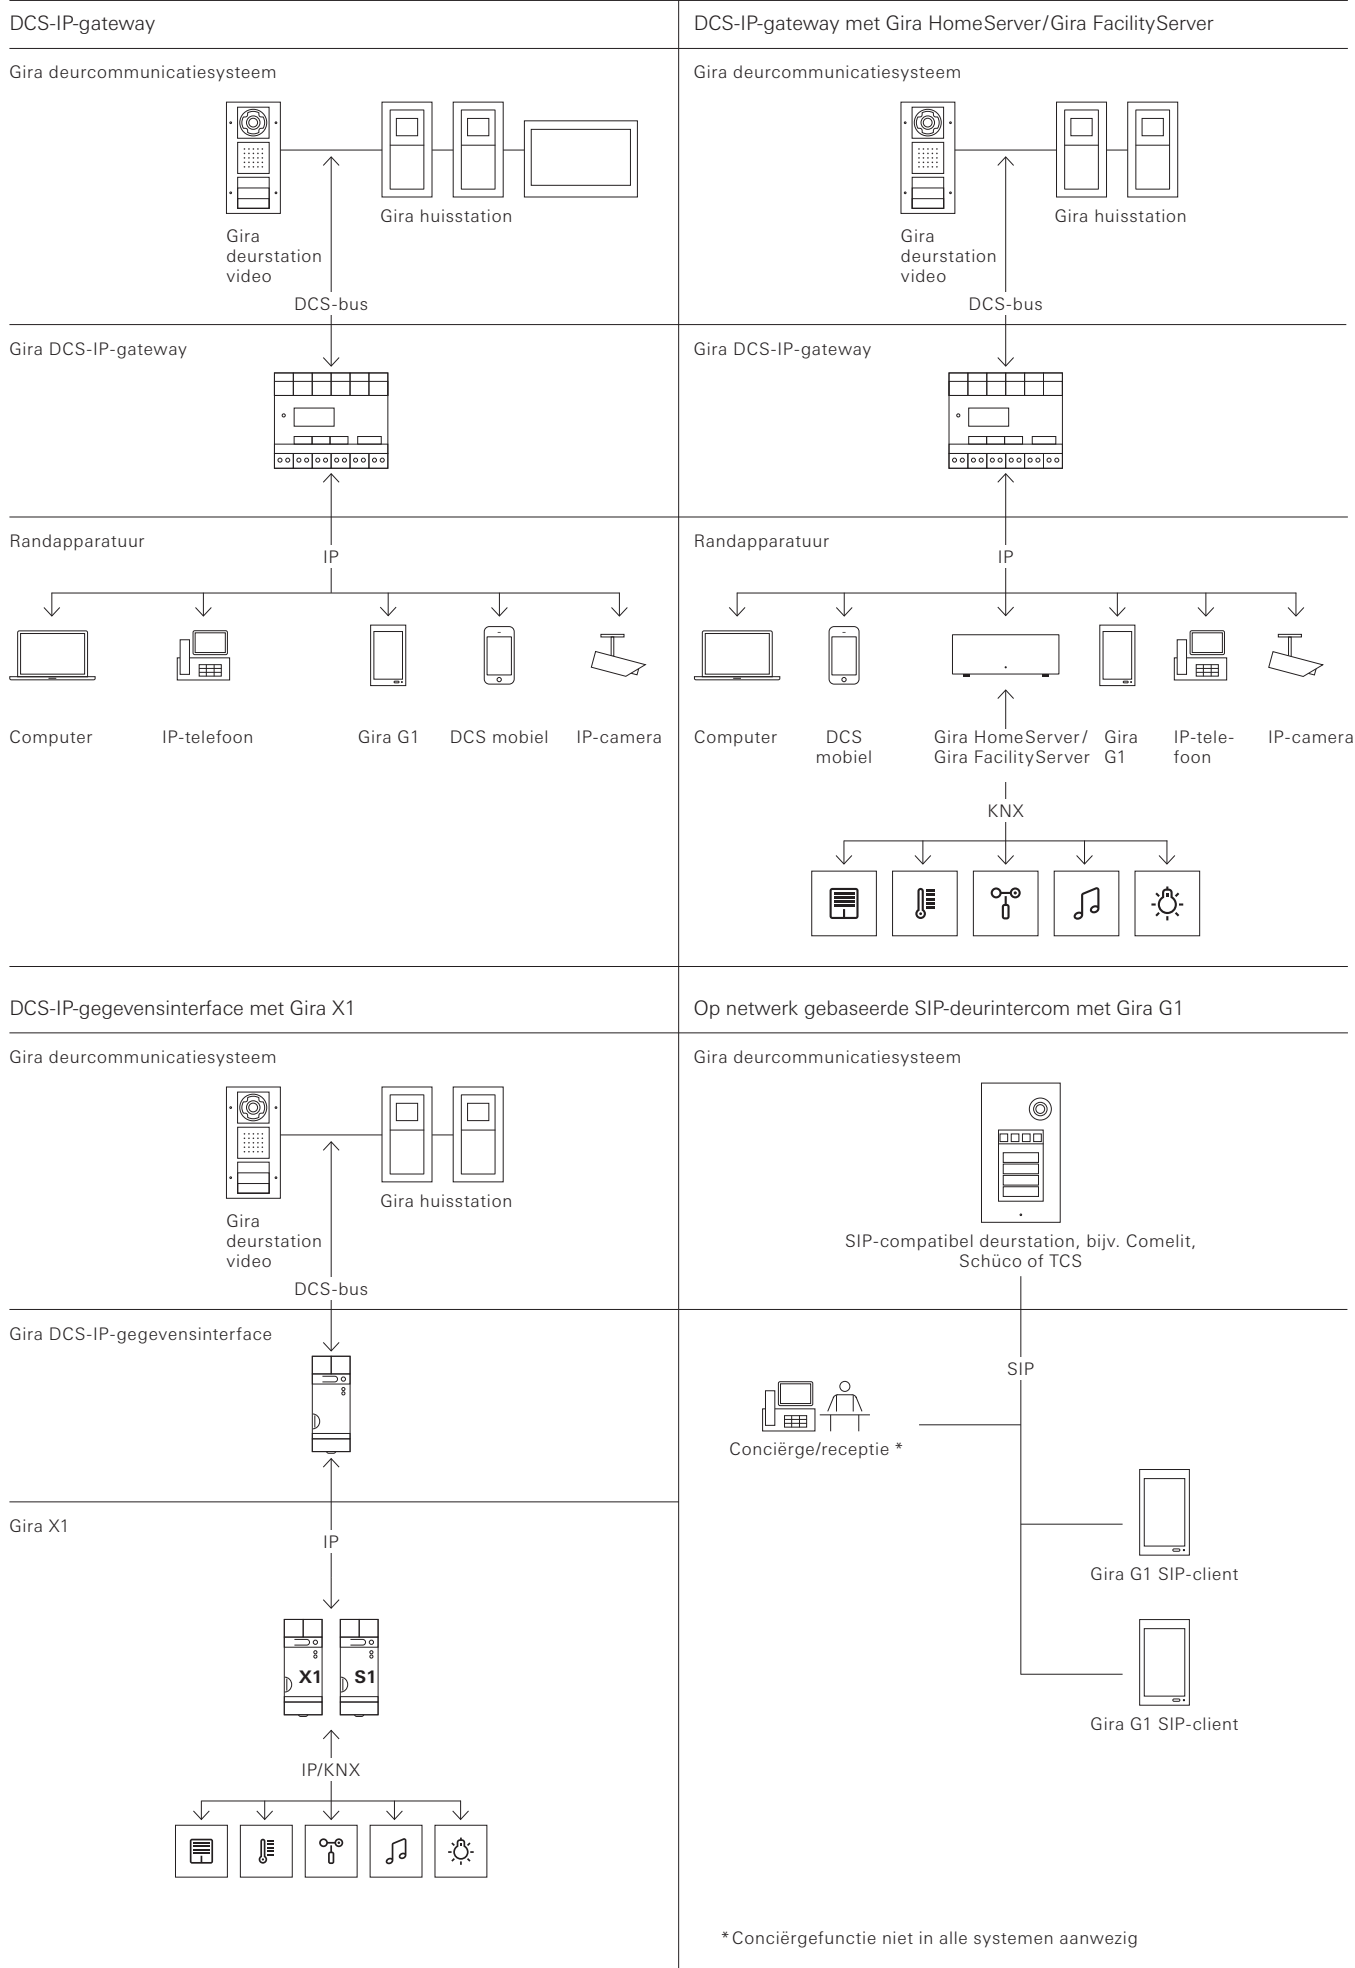 DCS-IP-gateway
Gira deurcommunicatiesysteem
Gira huisstation
Gira
deurstation
video
DCS-bus
Gira DCS-IP-gateway
Randapparatuur
IP
Computer
IP-telefoon
Gira G1
DCS mobiel
IP-camera
DCS-IP-gateway met Gira HomeServer/Gira FacilityServer
Gira deurcommunicatiesysteem
Gira huisstation
Gira
deurstation
video
DCS-bus
Gira DCS-IP-gateway
Randapparatuur
IP
Computer
DCS
mobiel
Gira HomeServer/
Gira FacilityServer
Gira
G1
IP-tele-
foon
IP-camera
KNX
DCS-IP-gegevensinterface met Gira X1
Gira deurcommunicatiesysteem
Gira huisstation
Gira
deurstation
video
DCS-bus
Gira DCS-IP-gegevensinterface
Gira X1
IP
X1
S1
IP/KNX
Op netwerk gebaseerde SIP-deurintercom met Gira G1
Gira deurcommunicatiesysteem
SIP-compatibel deurstation, bijv. Comelit,
Schüco of TCS
SIP
Conciërge/receptie *
Gira G1 SIP-client
Gira G1 SIP-client
* Conciërgefunctie niet in alle systemen aanwezig